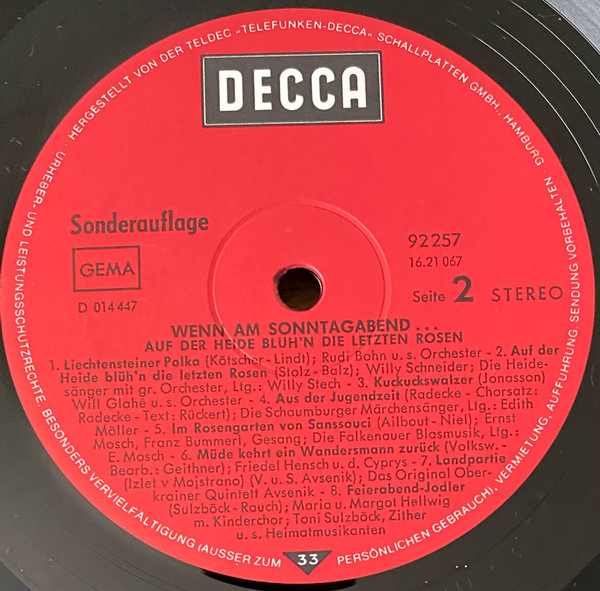 HERGESTELLT VON DER TELDEC „TELEFUNKEN-DECCA" SCHALLPLATTEN GMBH., HAMBURG
URHEBER- UND LEISTUNGSSCHUTZRECHTE, BESONDERS VERVIELFALTIGUNG (AUSSER ZUM PERSÖNLICHEN GEBRAUCH), VERMIETUNG, AUFFÜHRUNG, SENDUNG VORBEHALTEN
DECCA
Sonderauflage
GEMA
D 014 447
92 257
16.21 067
Seite 2 STEREO
WENN AM SONNTAGABEND . . .
AUF DER HEIDE BLÜH'N DIE LETZTEN ROSEN
1. Liechtensteiner Polka (Kötscher-Lindt); Rudi Bohn u. s. Orchester - 2. Auf der
Heide blüh'n die letzten Rosen (Stolz-Balz); Willy Schneider; Die Heide-
sänger mit gr. Orchester, Ltg.: Willy Stech - 3. Kuckuckswalzer (Jonasson)
Will Glahé u. s. Orchester - 4. Aus der Jugendzeit (Radecke - Chorsatz:
Radecke - Text: Rückert); Die Schaumburger Märchensänger, Ltg.: Edith
Möller - 5. Im Rosengarten von Sanssouci (Ailbout - Niel); Ernst
Mosch, Franz Bummerl, Gesang; Die Falkenauer Blasmusik, Ltg.:
E. Mosch - 6. Müde kehrt ein Wandersmann zurück (Volksw. -
Bearb.: Geithner); Friedel Hensch u. d. Cyprys - 7. Landpartie
(Izlet v Mojstrano) (V. u. S. Avsenik); Das Original Ober-
krainer Quintett Avsenik - 8. Feierabend-Jodler
(Sulzböck - Rauch); Maria u. Margot Hellwig
m. Kinderchor; Toni Sulzböck, Zither
u. s. Heimatmusikanten
33